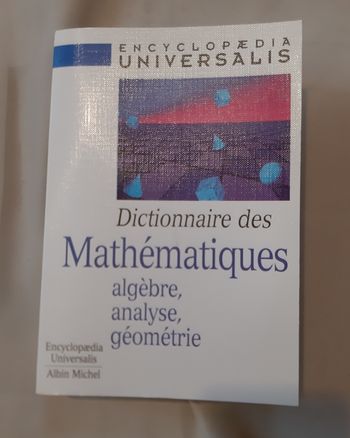 ENCYCLOPÆDIA
UNIVERSALIS
Dictionnaire des
Mathématiques
algèbre,
analyse,
géométrie
Encyclopædia
Universalis
Albin Michel